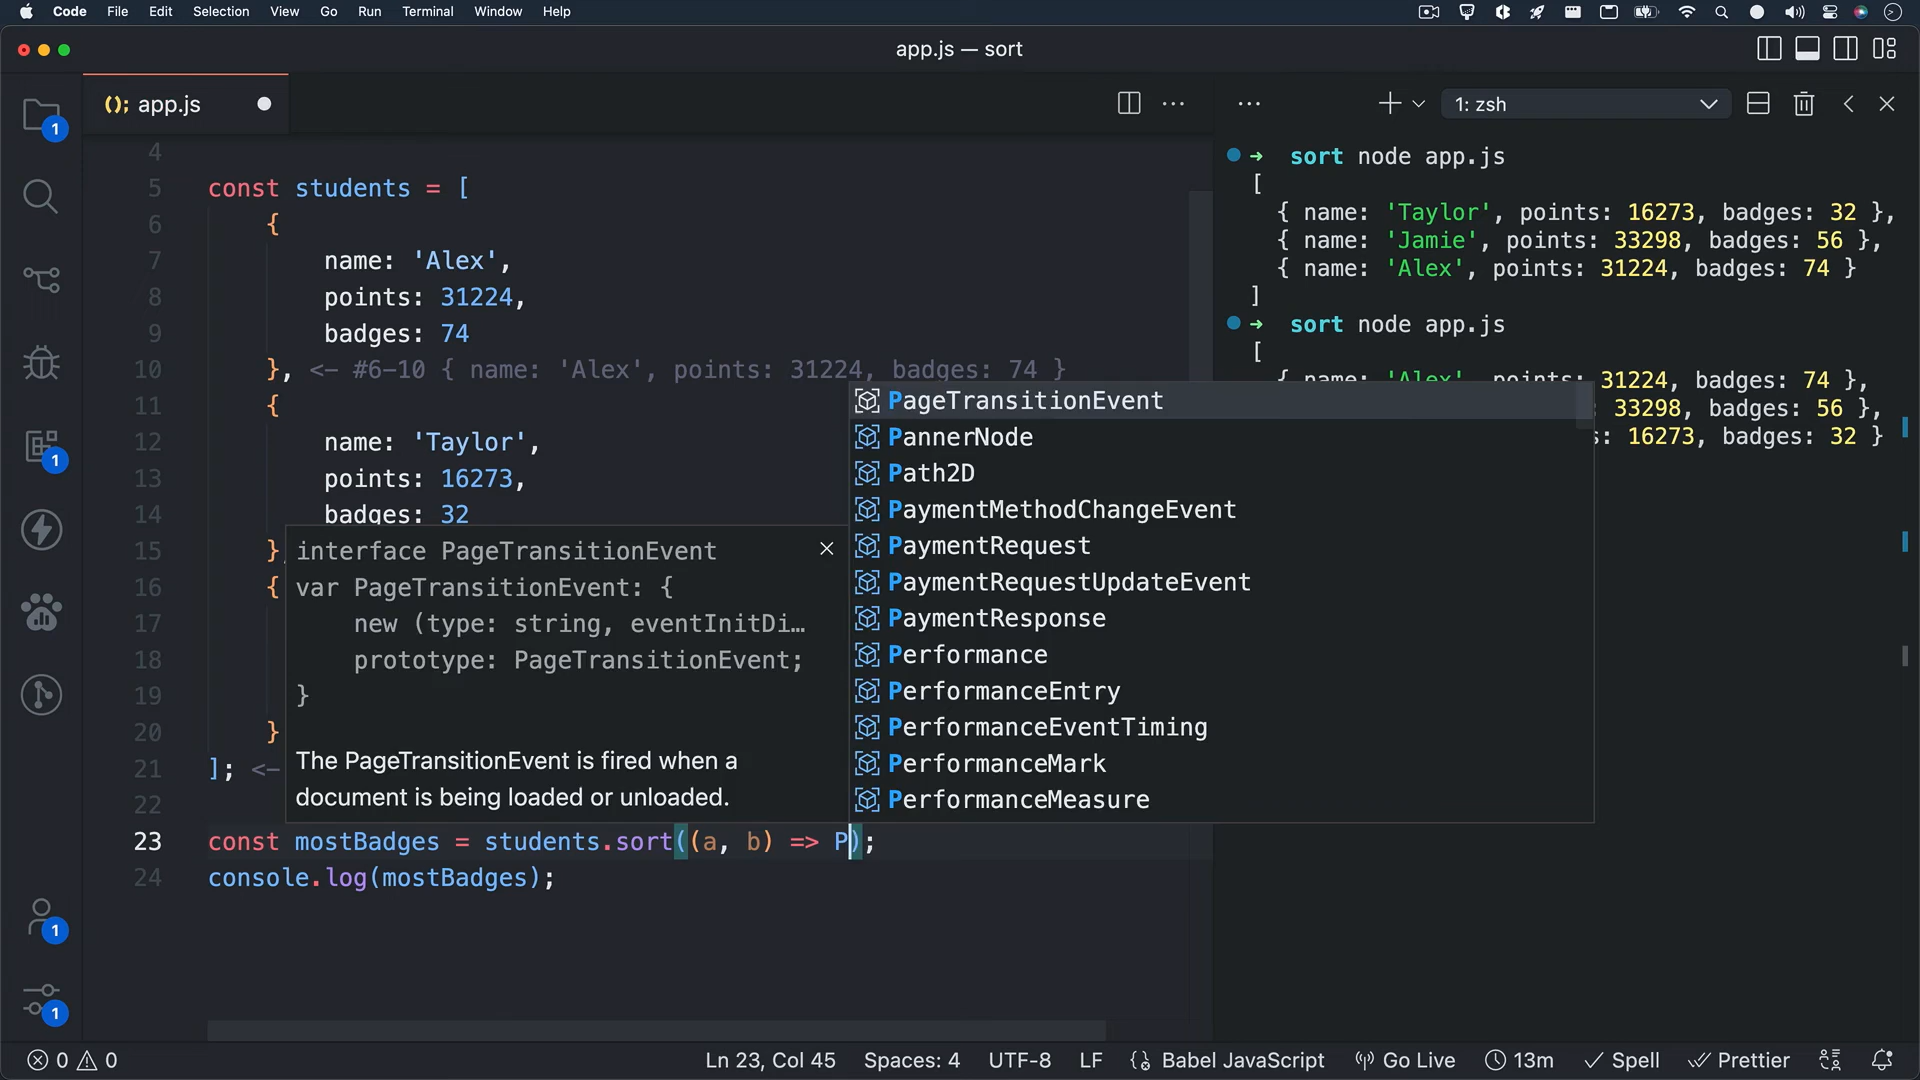 Code File Edit Selection View Go Run Terminal Window Help
app.js — sort
(); app.js
1: zsh
4
5 const students = [
6 {
7 name: 'Alex',
8 points: 31224,
9 badges: 74
10 }, <- #6-10 { name: 'Alex', points: 31224, badges: 74 }
11 {
12 name: 'Taylor',
13 points: 16273,
14 badges: 32
15 }
16 {
17
18
19
20 }
21 ]; <-
22
23 const mostBadges = students.sort((a, b) => P);
24 console.log(mostBadges);
interface PageTransitionEvent
var PageTransitionEvent: {
new (type: string, eventInitDi…
prototype: PageTransitionEvent;
}
The PageTransitionEvent is fired when a
document is being loaded or unloaded.
PageTransitionEvent
PannerNode
Path2D
PaymentMethodChangeEvent
PaymentRequest
PaymentRequestUpdateEvent
PaymentResponse
Performance
PerformanceEntry
PerformanceEventTiming
PerformanceMark
PerformanceMeasure
➜ sort node app.js
[
{ name: 'Taylor', points: 16273, badges: 32 },
{ name: 'Jamie', points: 33298, badges: 56 },
{ name: 'Alex', points: 31224, badges: 74 }
]
➜ sort node app.js
[
{ name: 'Alex', points: 31224, badges: 74 },
33298, badges: 56 },
: 16273, badges: 32 }
1
1
1
1
0 0
Ln 23, Col 45 Spaces: 4 UTF-8 LF Babel JavaScript Go Live 13m Spell Prettier